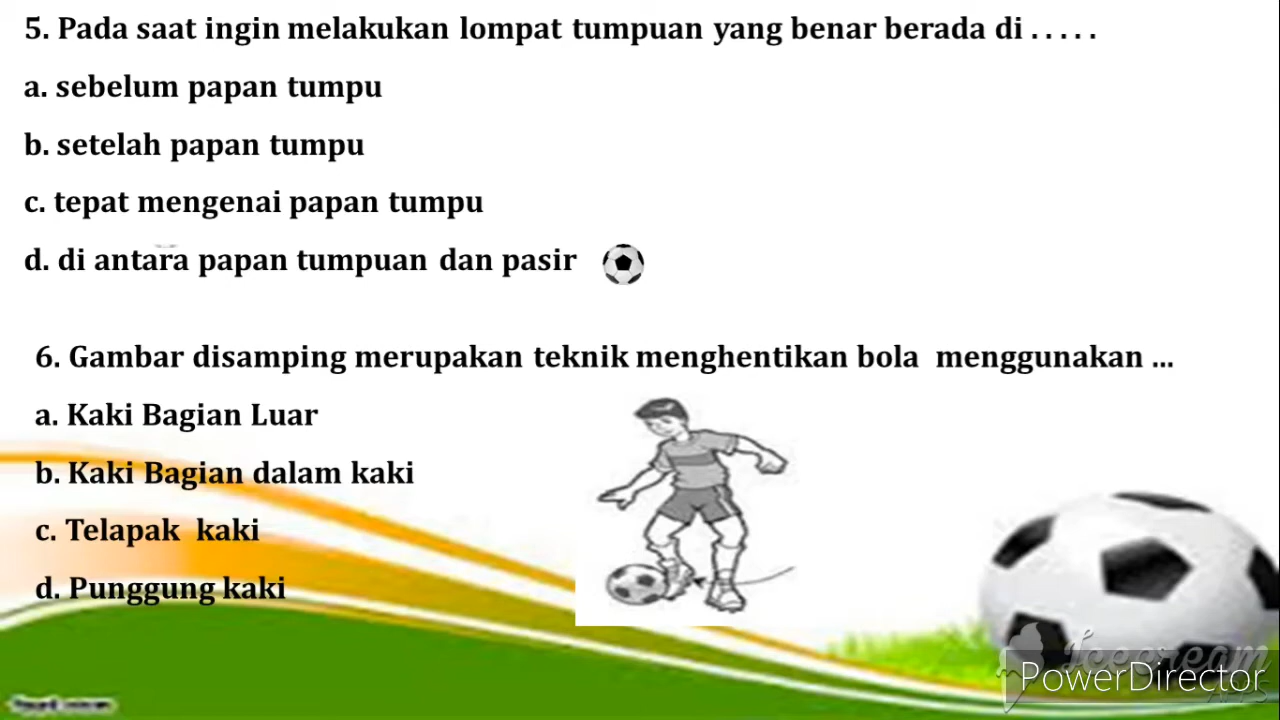 5. Pada saat ingin melakukan lompat tumpuan yang benar berada di . . . . .
a. sebelum papan tumpu
b. setelah papan tumpu
c. tepat mengenai papan tumpu
d. di antara papan tumpuan dan pasir
6. Gambar disamping merupakan teknik menghentikan bola menggunakan ...
a. Kaki Bagian Luar
b. Kaki Bagian dalam kaki
c. Telapak kaki
d. Punggung kaki
Icecream
PowerDirector
APPS